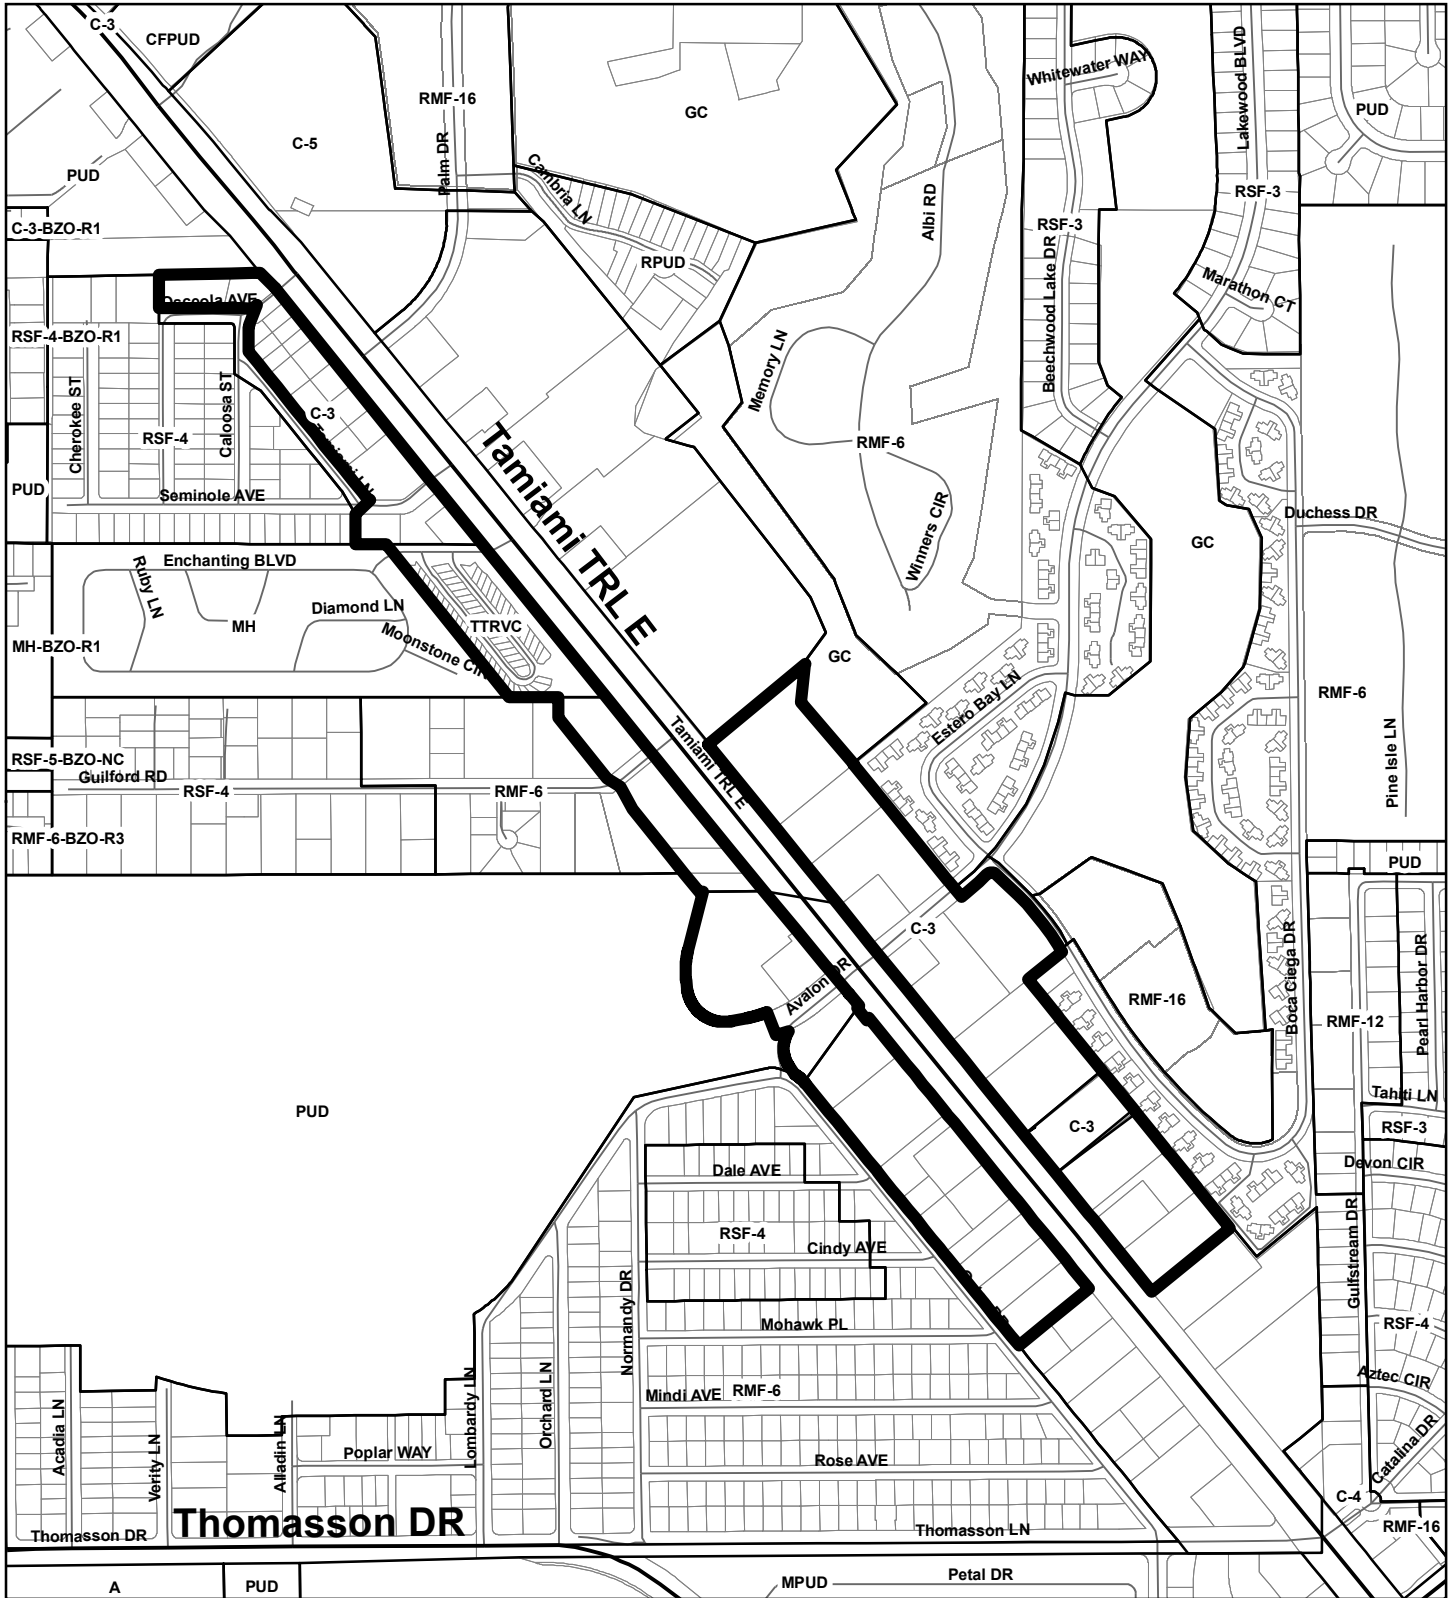 C-3
CFPUD
RMF-16
GC
C-5
Palm DR
PUD
Cambria LN
Albi RD
Whitewater WAY
Lakewood BLVD
PUD
RSF-3
RSF-3
C-3-BZO-R1
RPUD
Beechwood Lake DR
Marathon CT
Osceola AVE
RSF-4-BZO-R1
Memory LN
Cherokee ST
Caloosa ST
C-3
Tamiami LN
RSF-4
RMF-6
Tamiami TRL E
PUD
Seminole AVE
Duchess DR
Winners CIR
GC
Enchanting BLVD
Ruby LN
Diamond LN
MH
TTRVC
Moonstone CIR
MH-BZO-R1
GC
RMF-6
Estero Bay LN
Tamiami TRL E
Pine Isle LN
RSF-5-BZO-NC
Guilford RD
RSF-4
RMF-6
RMF-6-BZO-R3
PUD
C-3
Boca Ciega DR
Pearl Harbor DR
Avalon DR
RMF-16
RMF-12
PUD
Tahiti LN
C-3
RSF-3
Devon CIR
Dale AVE
RSF-4
Cindy AVE
Gulfstream DR
Normandy DR
Mohawk PL
RSF-4
Aztec CIR
Mindi AVE
RMF-6
Orchard LN
Lombardy LN
Acadia LN
Verity LN
Alladin LN
Poplar WAY
Rose AVE
Catalina DR
C-4
Thomasson DR
Thomasson DR
Thomasson LN
RMF-16
A
PUD
MPUD
Petal DR